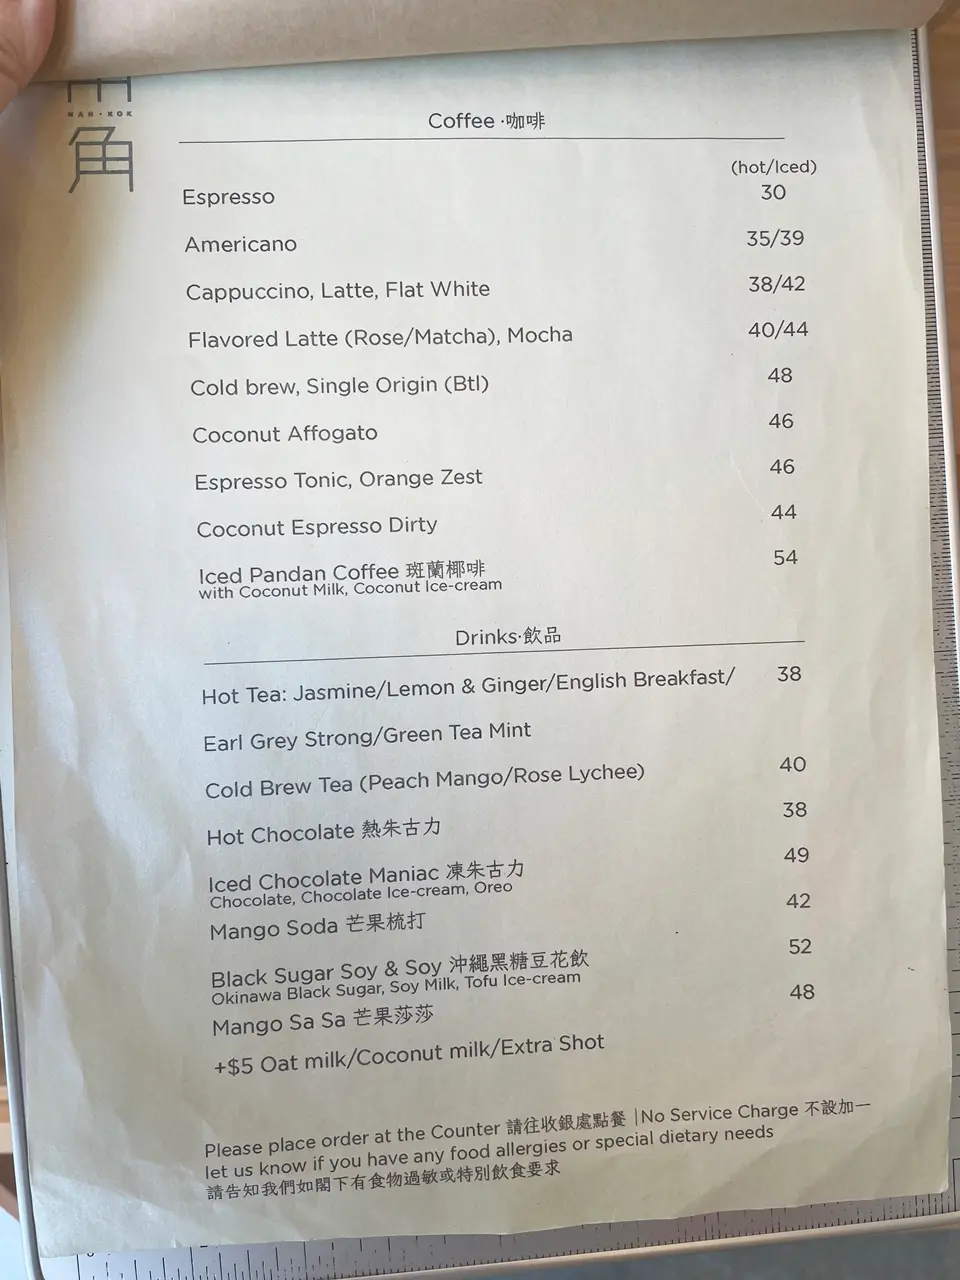 MAN·KOK
角
Coffee ·咖啡
(hot/Iced)
Espresso 30
Americano 35/39
Cappuccino, Latte, Flat White 38/42
Flavored Latte (Rose/Matcha), Mocha 40/44
Cold brew, Single Origin (Btl) 48
Coconut Affogato 46
Espresso Tonic, Orange Zest 46
Coconut Espresso Dirty 44
Iced Pandan Coffee 斑蘭椰啡 54
with Coconut Milk, Coconut Ice-cream
Drinks·飲品
Hot Tea: Jasmine/Lemon & Ginger/English Breakfast/ 38
Earl Grey Strong/Green Tea Mint
Cold Brew Tea (Peach Mango/Rose Lychee) 40
Hot Chocolate 熱朱古力 38
Iced Chocolate Maniac 凍朱古力 49
Chocolate, Chocolate Ice-cream, Oreo
Mango Soda 芒果梳打 42
Black Sugar Soy & Soy 沖繩黑糖豆花飲 52
Okinawa Black Sugar, Soy Milk, Tofu Ice-cream
Mango Sa Sa 芒果莎莎 48
+$5 Oat milk/Coconut milk/Extra Shot
Please place order at the Counter 請往收銀處點餐 |No Service Charge 不設加一
let us know if you have any food allergies or special dietary needs
請告知我們如閣下有食物過敏或特別飲食要求